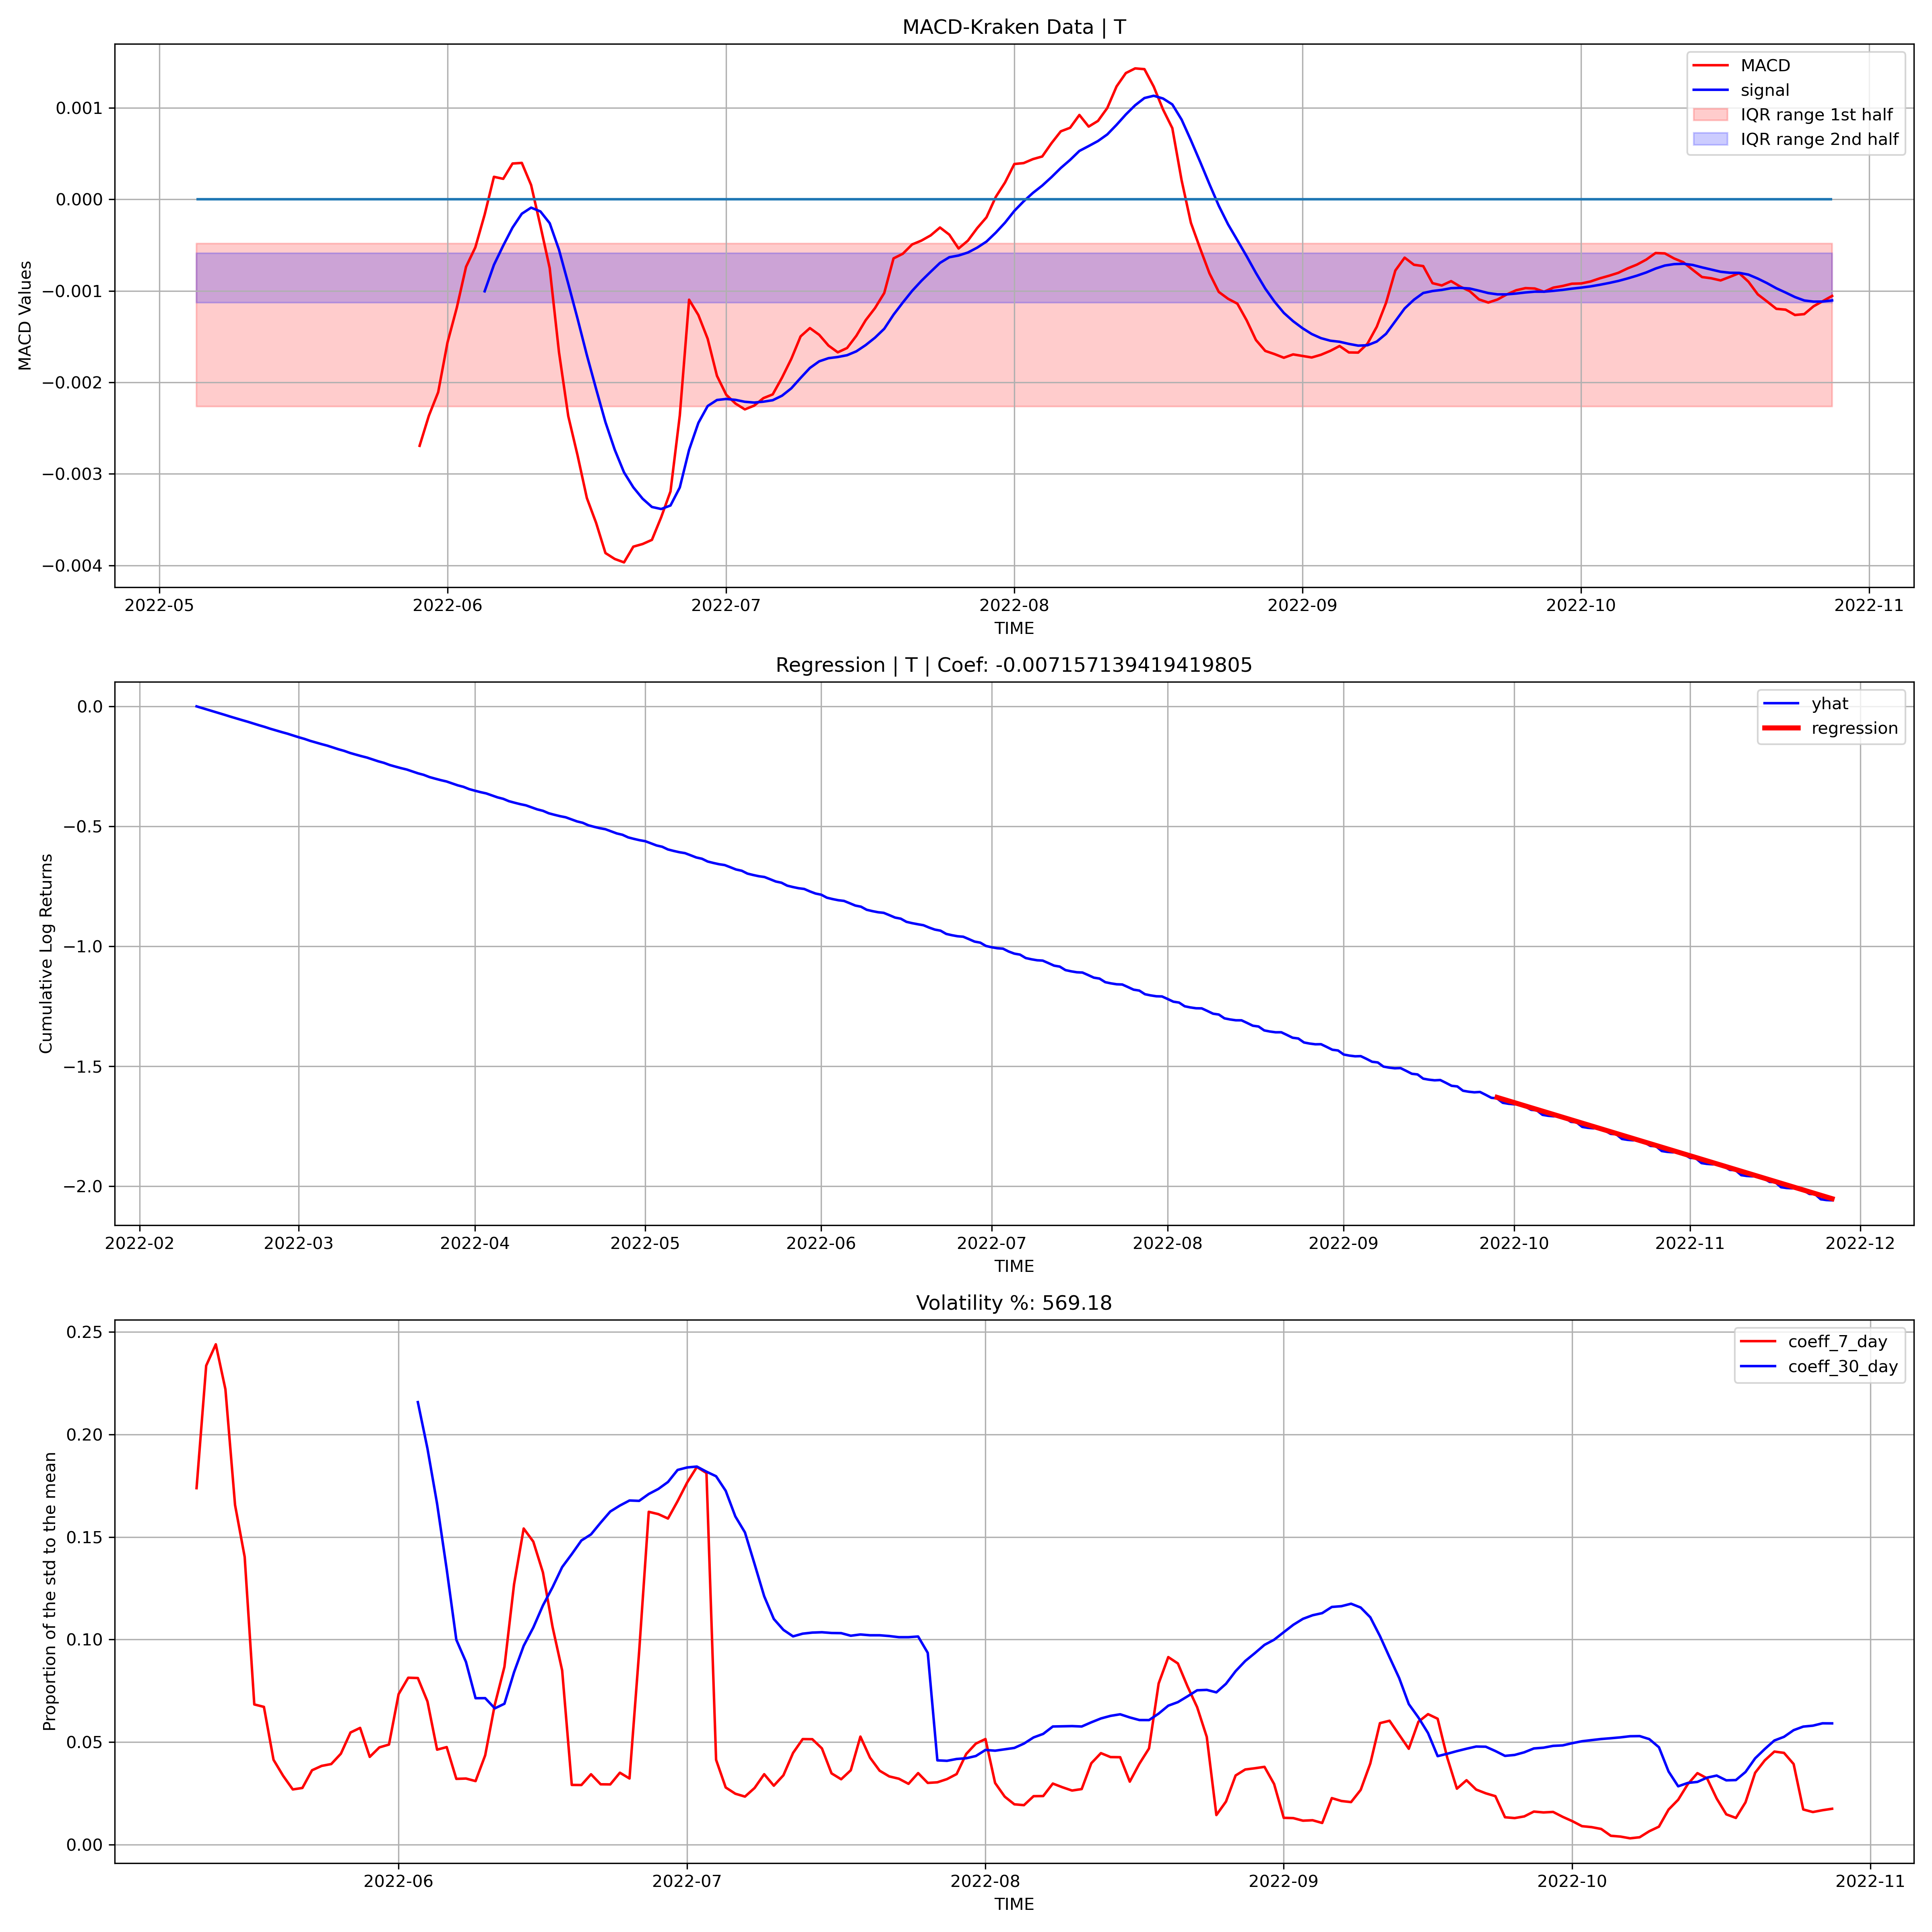 MACD-Kraken Data | T
MACD
signal
IQR range 1st half
IQR range 2nd half
0.001
0.000
−0.001
−0.002
−0.003
−0.004
MACD Values
2022-05 2022-06 2022-07 2022-08 2022-09 2022-10 2022-11
TIME
Regression | T | Coef: -0.007157139419419805
yhat
regression
0.0
−0.5
−1.0
−1.5
−2.0
Cumulative Log Returns
2022-02 2022-03 2022-04 2022-05 2022-06 2022-07 2022-08 2022-09 2022-10 2022-11 2022-12
TIME
Volatility %: 569.18
coeff_7_day
coeff_30_day
0.25
0.20
0.15
0.10
0.05
0.00
Proportion of the std to the mean
2022-06 2022-07 2022-08 2022-09 2022-10 2022-11
TIME